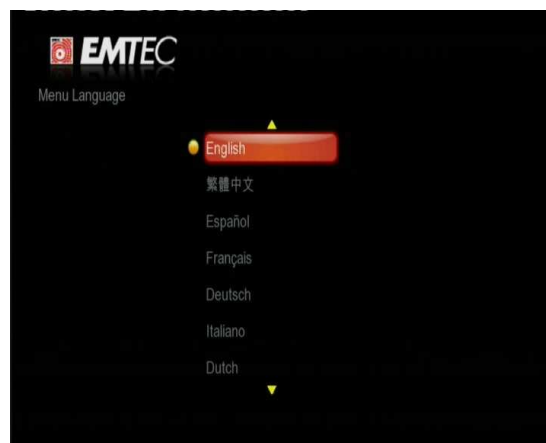 EMTEC
Menu Language
English
繁體中文
Español
Français
Deutsch
Italiano
Dutch